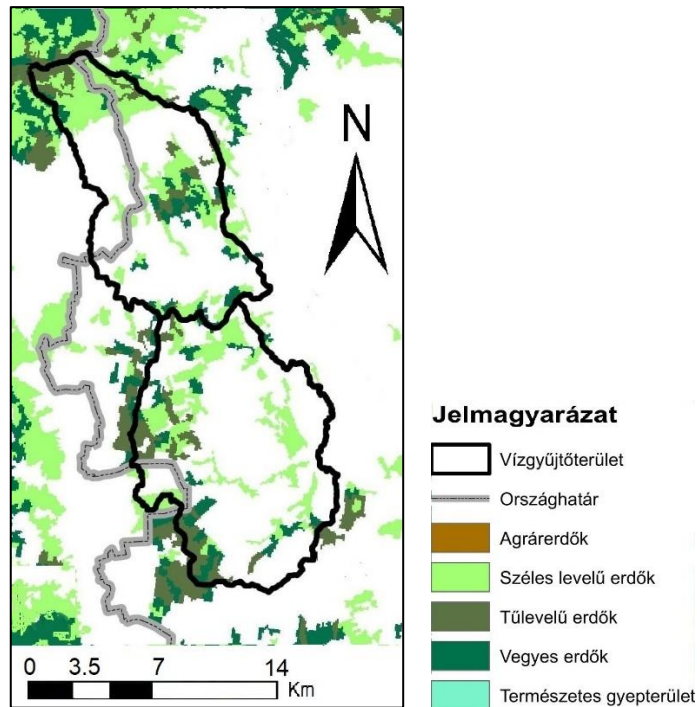 N
0 3.5 7 14
Km
Jelmagyarázat
Vízgyűjtőterület
Országhatár
Agrárerdők
Széles levelű erdők
Tűlevelű erdők
Vegyes erdők
Természetes gyepterület